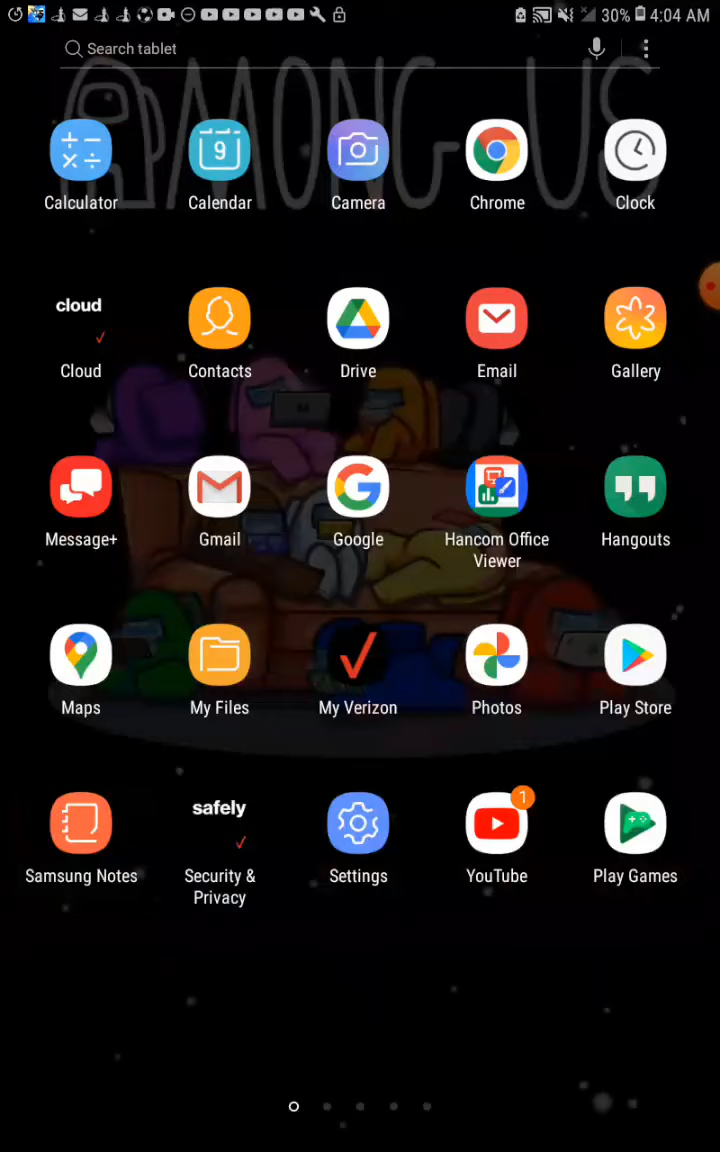 30% 4:04 AM
Search tablet
AMONG US
Calculator Calendar Camera Chrome Clock
9
cloud
Cloud Contacts Drive Email Gallery
Message+ Gmail Google Hancom Office Viewer Hangouts
Maps My Files My Verizon Photos Play Store
safely
1
Samsung Notes Security & Privacy Settings YouTube Play Games